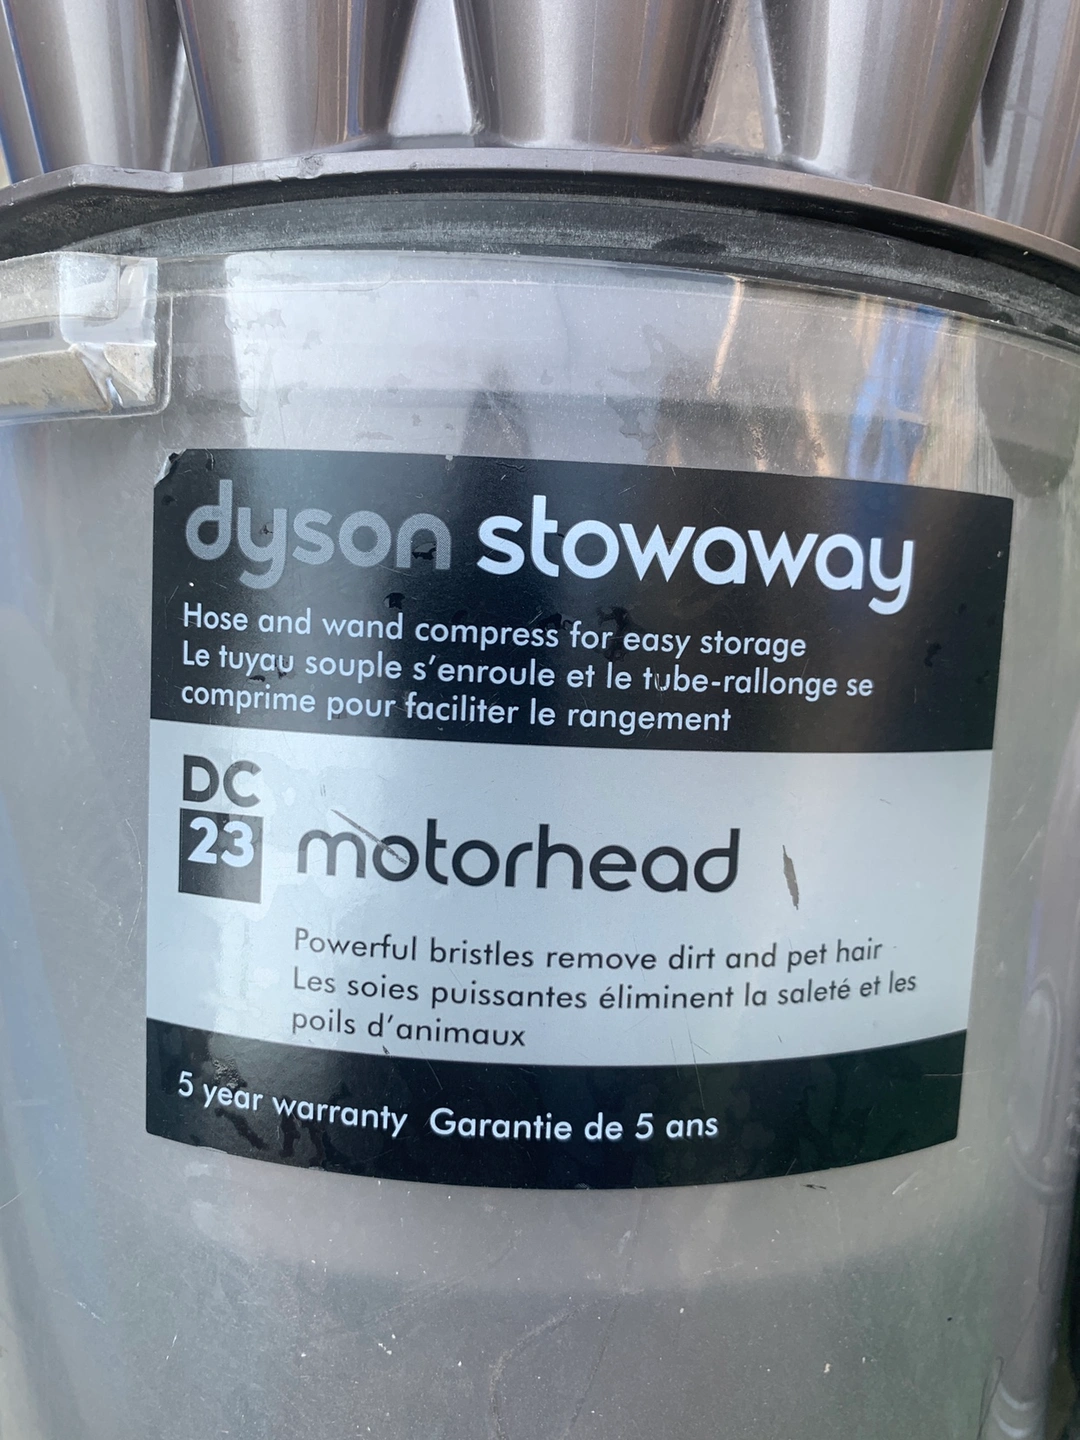 dyson stowaway
Hose and wand compress for easy storage
Le tuyau souple s'enroule et le tube-rallonge se
comprime pour faciliter le rangement
DC
23 motorhead
Powerful bristles remove dirt and pet hair
Les soies puissantes éliminent la saleté et les
poils d'animaux
5 year warranty Garantie de 5 ans